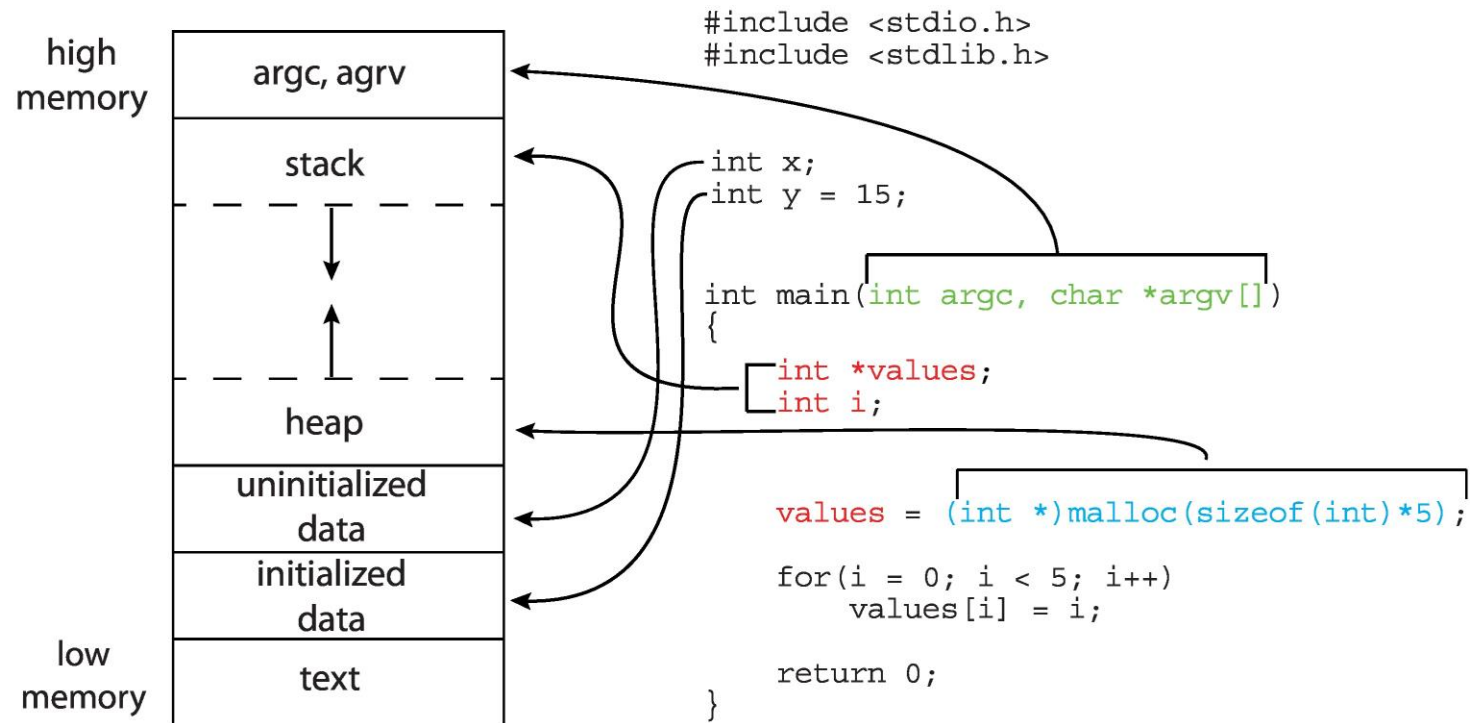 high
memory
argc, agrv
stack
heap
uninitialized
data
initialized
data
low
memory
text
#include <stdio.h>
#include <stdlib.h>
int x;
int y = 15;
int main(int argc, char *argv[])
{
int *values;
int i;
values = (int *)malloc(sizeof(int)*5);
for(i = 0; i < 5; i++)
values[i] = i;
return 0;
}